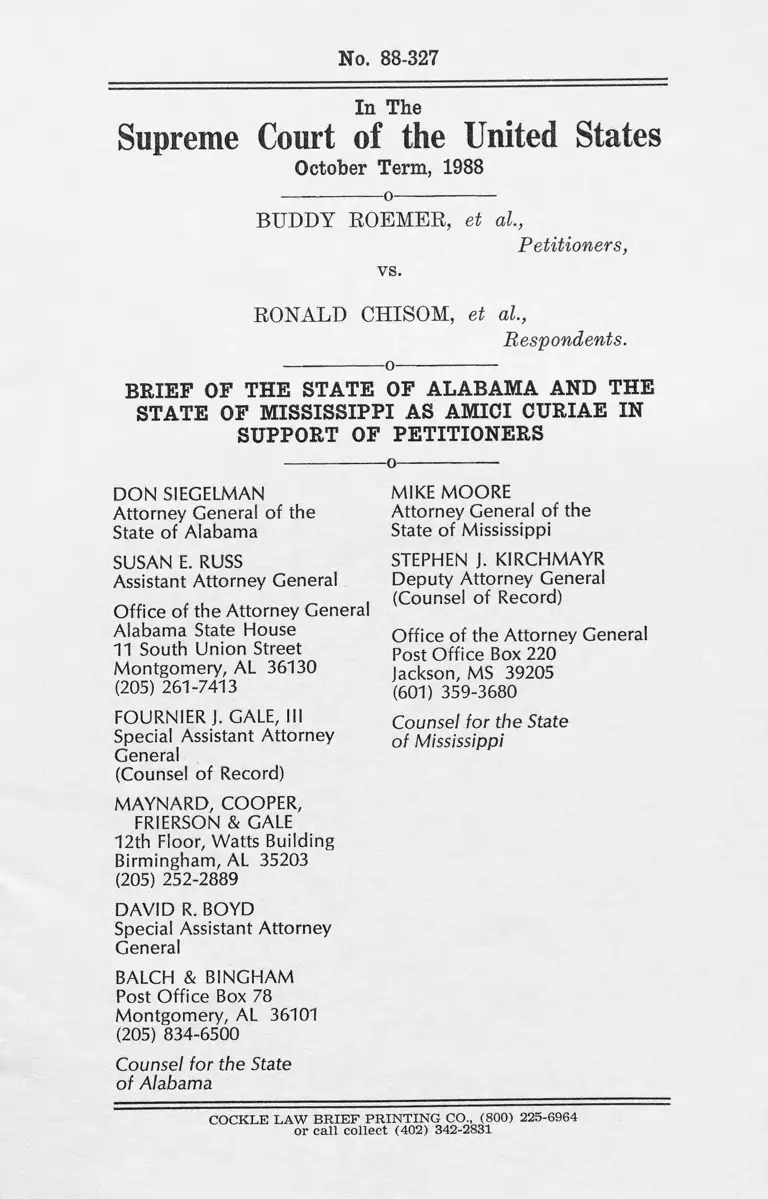 No. 88-327
In The
Supreme Court of the United States
October Term, 1988
BUDDY ROEMER, et al.,
Petitioners,
vs.
RONALD CHISOM, et al.,
Respondents.
BRIEF OF THE STATE OF ALABAMA AND THE
STATE OF MISSISSIPPI AS AMICI CURIAE IN
SUPPORT OF PETITIONERS
DON SIEGELMAN
Attorney General of the
State of Alabama
SUSAN E. RUSS
Assistant Attorney General
Office of the Attorney General
Alabama State House
11 South Union Street
Montgomery, AL 36130
(205) 261-7413
FOURNIER J. GALE, III
Special Assistant Attorney
General
(Counsel of Record)
MAYNARD, COOPER,
FRIERSON & GALE
12th Floor, Watts Building
Birmingham, AL 35203
(205) 252-2889
DAVID R. BOYD
Special Assistant Attorney
General
BALCH & BINGHAM
Post Office Box 78
Montgomery, AL 36101
(205) 834-6500
Counsel for the State
of Alabama
MIKE MOORE
Attorney General of the
State of Mississippi
STEPHEN J. KIRCHMAYR
Deputy Attorney General
(Counsel of Record)
Office of the Attorney General
Post Office Box 220
Jackson, MS 39205
(601) 359-3680
Counsel for the State
of Mississippi
COCKLE LAW BRIEF PRINTING CO., (800) 225-6964
or call collect (402) 342-2831